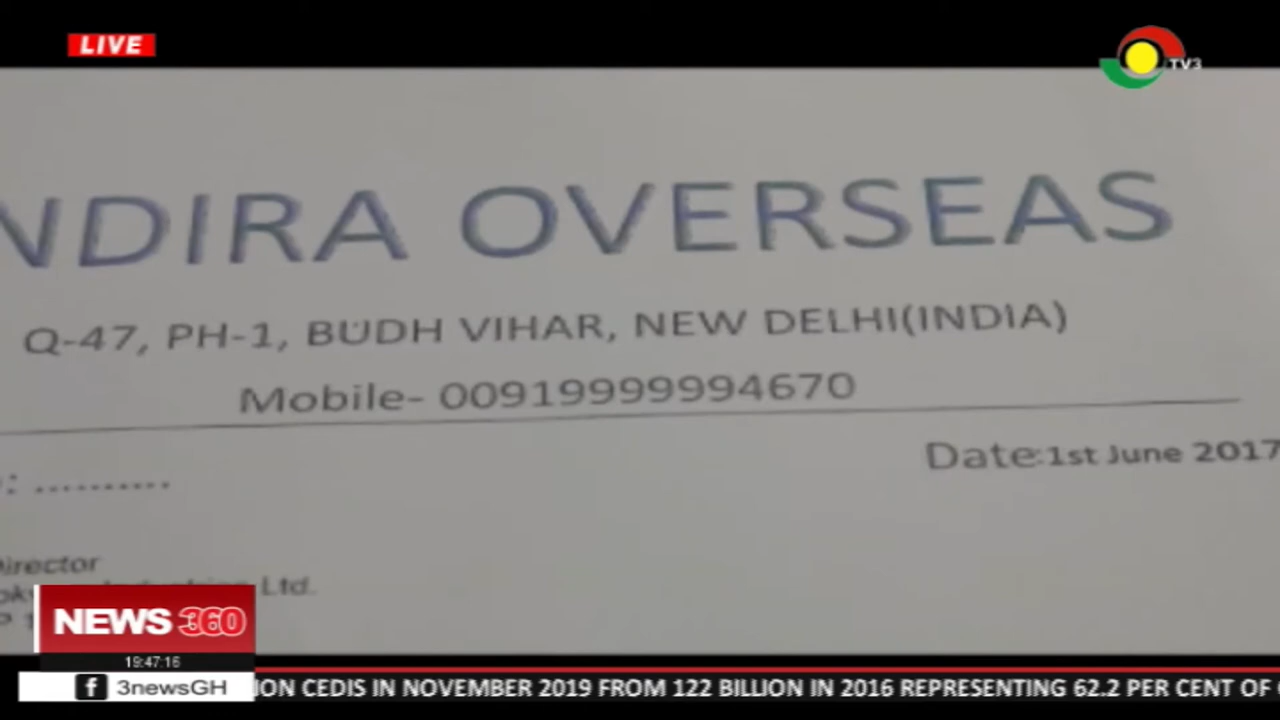 LIVE
TV3
NDIRA OVERSEAS
Q-47, PH-1, BUDH VIHAR, NEW DELHI(INDIA)
Mobile- 00919999994670
Date:1st June 2017
: ..........
Director
Ltd.
NEWS 360
19:47:16
f 3newsGH
ION CEDIS IN NOVEMBER 2019 FROM 122 BILLION IN 2016 REPRESENTING 62.2 PER CENT OF